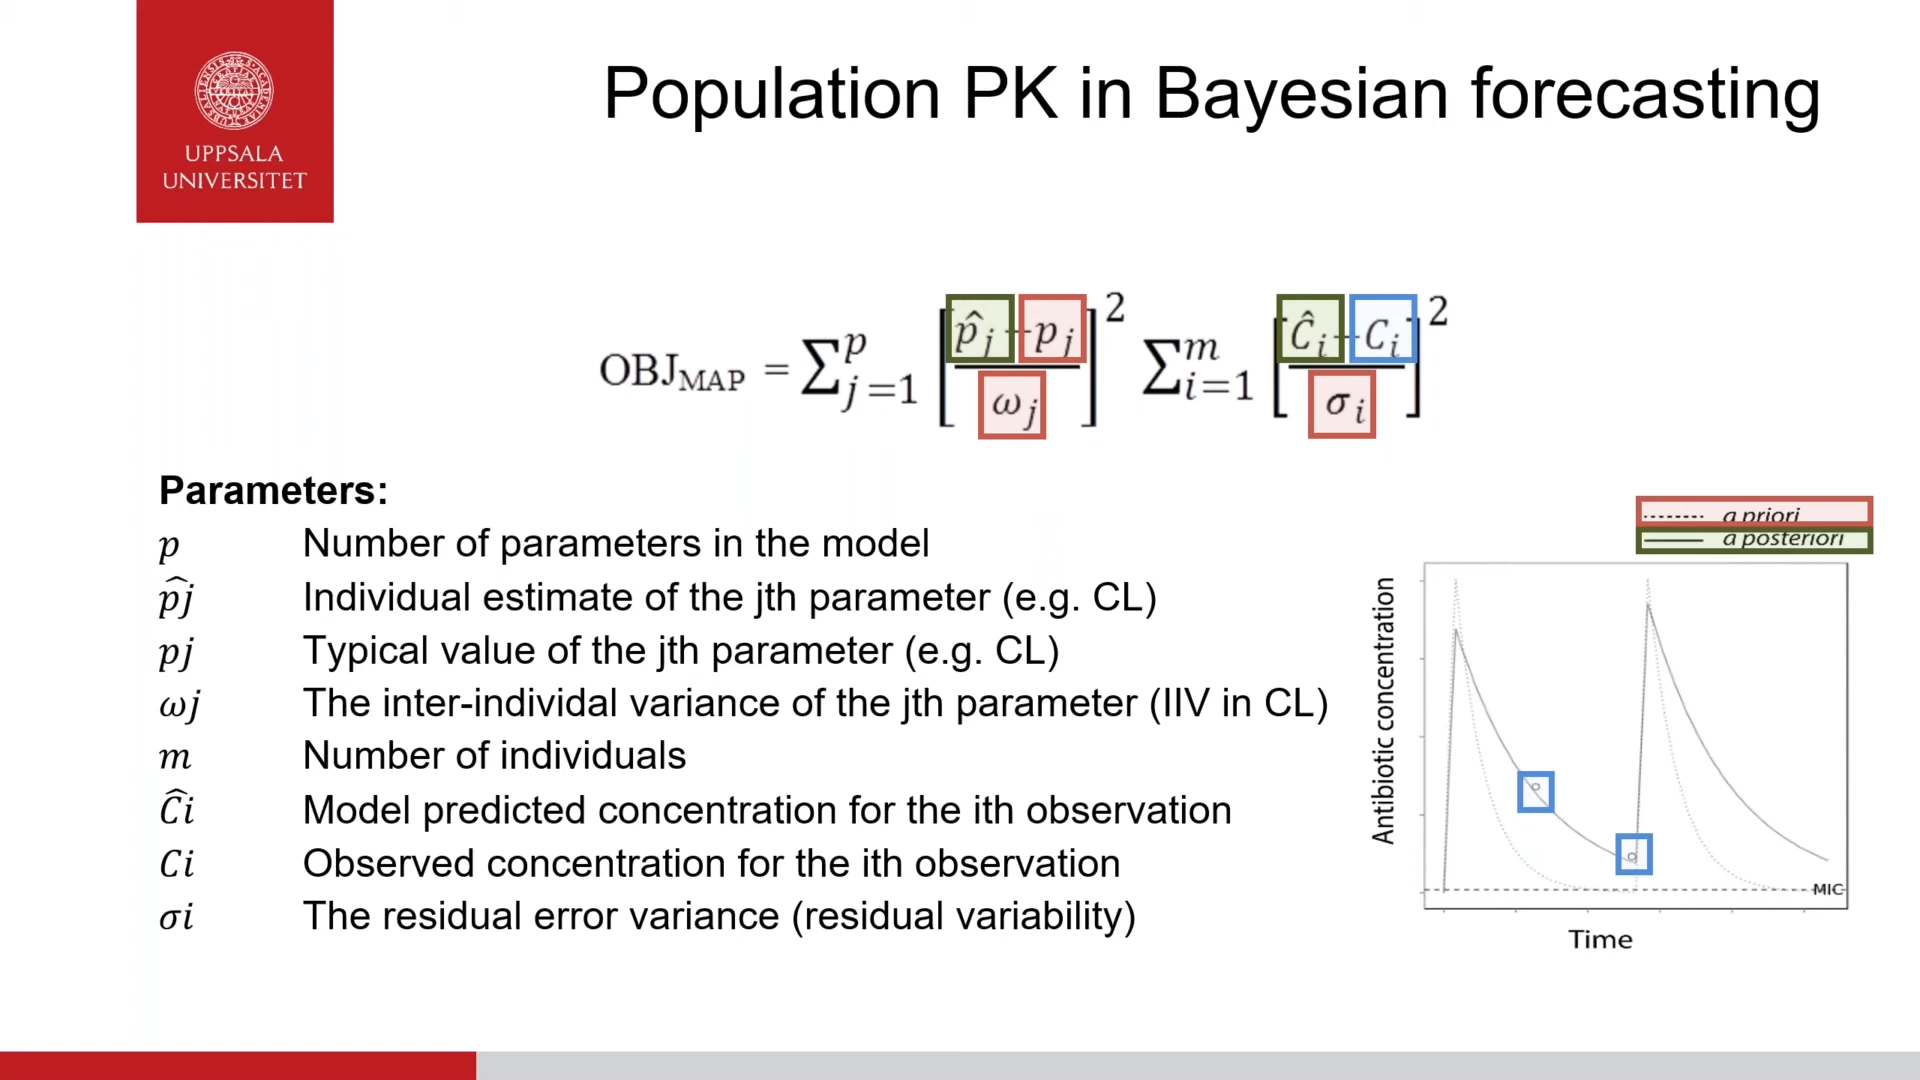 UPPSALA
UNIVERSITET
Population PK in Bayesian forecasting
OBJ_MAP = ∑_{j=1}^{p} [(p̂_j − p_j) / ω_j]^2 ∑_{i=1}^{m} [(Ĉ_i − C_i) / σ_i]^2
Parameters:
p Number of parameters in the model
p̂j Individual estimate of the jth parameter (e.g. CL)
pj Typical value of the jth parameter (e.g. CL)
ωj The inter-individal variance of the jth parameter (IIV in CL)
m Number of individuals
Ĉi Model predicted concentration for the ith observation
Ci Observed concentration for the ith observation
σi The residual error variance (residual variability)
a priori
a posteriori
Antibiotic concentration
MIC
Time